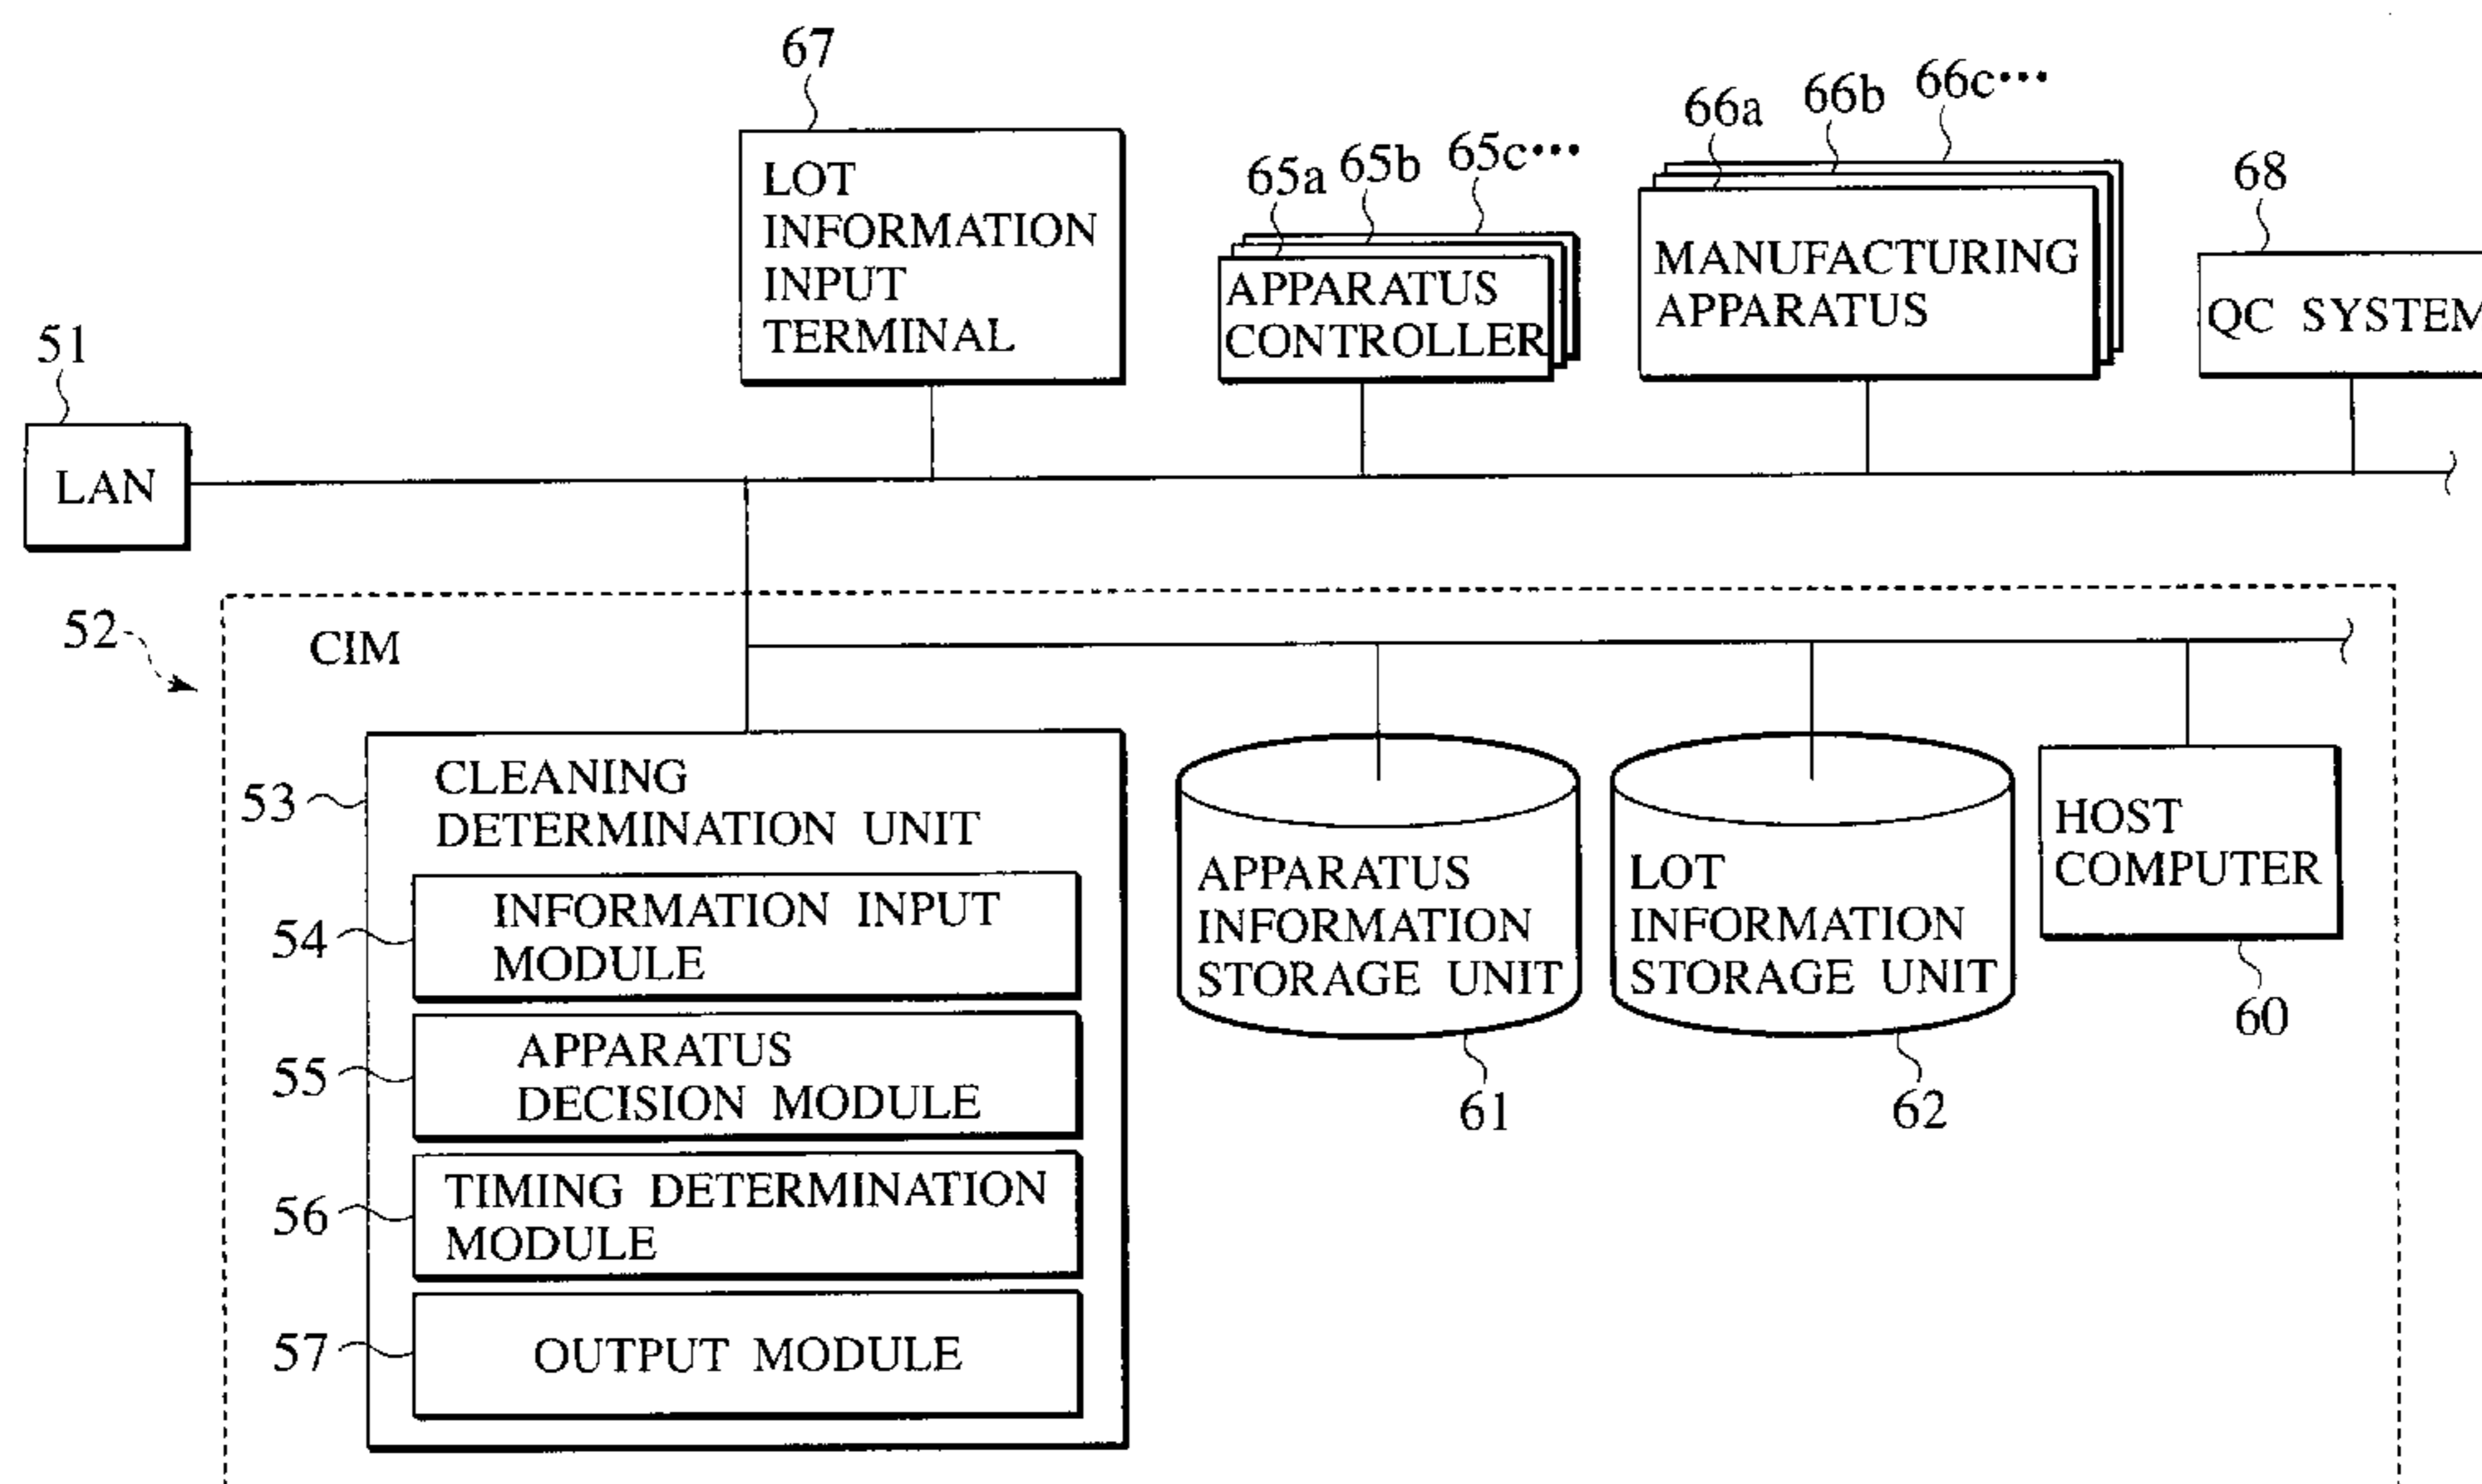 67
66a 66b 66c•••
65a 65b 65c•••
68
LOT
INFORMATION
INPUT
TERMINAL
APPARATUS
CONTROLLER
MANUFACTURING
APPARATUS
QC SYSTEM
51
LAN
52
CIM
53
CLEANING
DETERMINATION UNIT
54
INFORMATION INPUT
MODULE
55
APPARATUS
DECISION MODULE
56
TIMING DETERMINATION
MODULE
57
OUTPUT MODULE
APPARATUS
INFORMATION
STORAGE UNIT
61
LOT
INFORMATION
STORAGE UNIT
62
HOST
COMPUTER
60